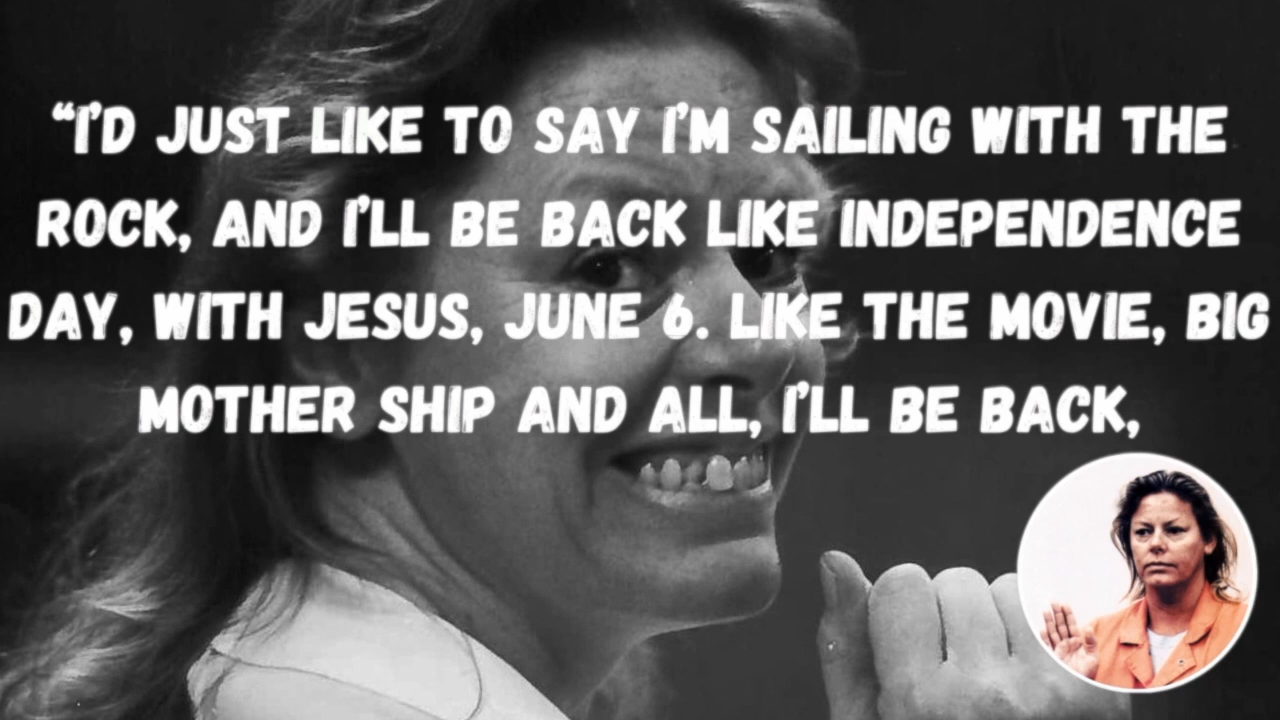 “I’D JUST LIKE TO SAY I’M SAILING WITH THE
ROCK, AND I’LL BE BACK LIKE INDEPENDENCE
DAY, WITH JESUS, JUNE 6. LIKE THE MOVIE, BIG
MOTHER SHIP AND ALL, I’LL BE BACK,